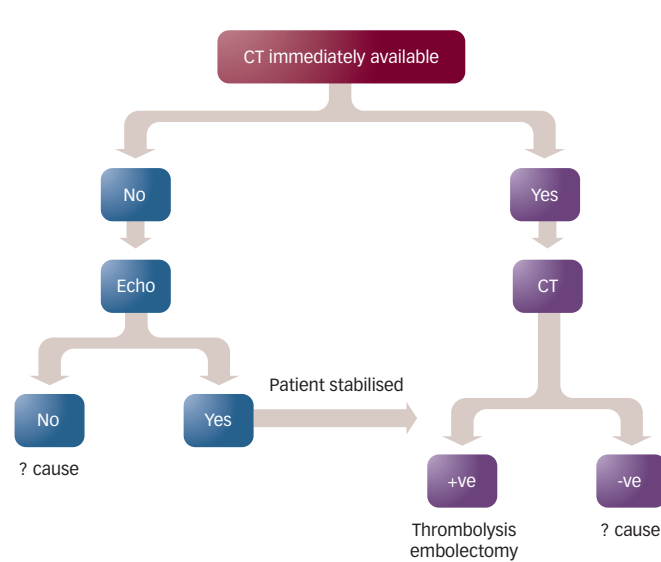 CT immediately available
No
Yes
Echo
CT
No
Yes
Patient stabilised
? cause
+ve
-ve
Thrombolysis
embolectomy
? cause